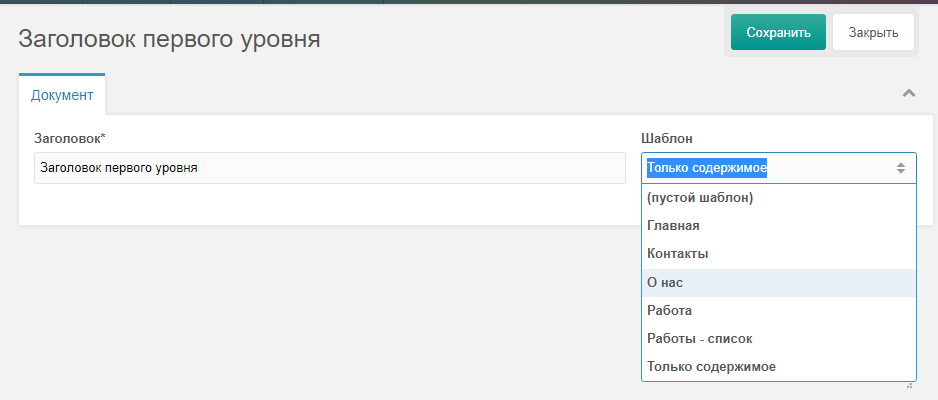 Заголовок первого уровня
Сохранить
Закрыть
Документ
Заголовок*
Шаблон
Заголовок первого уровня
Только содержимое
(пустой шаблон)
Главная
Контакты
О нас
Работа
Работы - список
Только содержимое